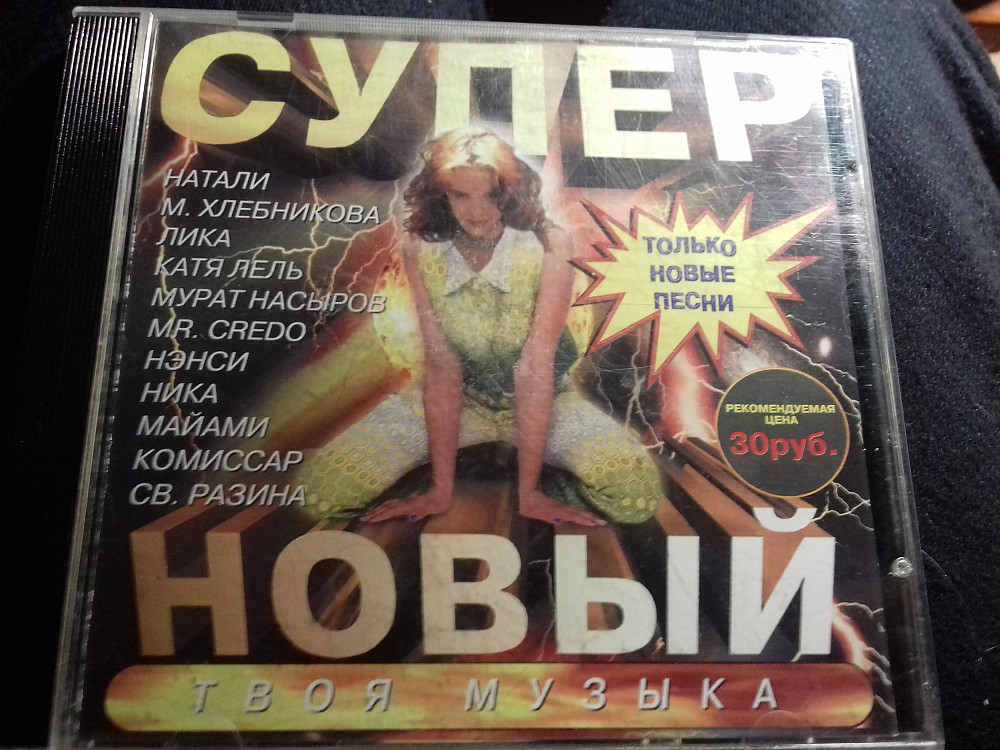 СУПЕР
НАТАЛИ
М. ХЛЕБНИКОВА
ЛИКА
КАТЯ ЛЕЛЬ
МУРАТ НАСЫРОВ
MR. CREDO
НЭНСИ
НИКА
МАЙАМИ
КОМИССАР
СВ. РАЗИНА
ТОЛЬКО
НОВЫЕ
ПЕСНИ
РЕКОМЕНДУЕМАЯ
ЦЕНА
30руб.
НОВЫЙ
ТВОЯ МУЗЫКА